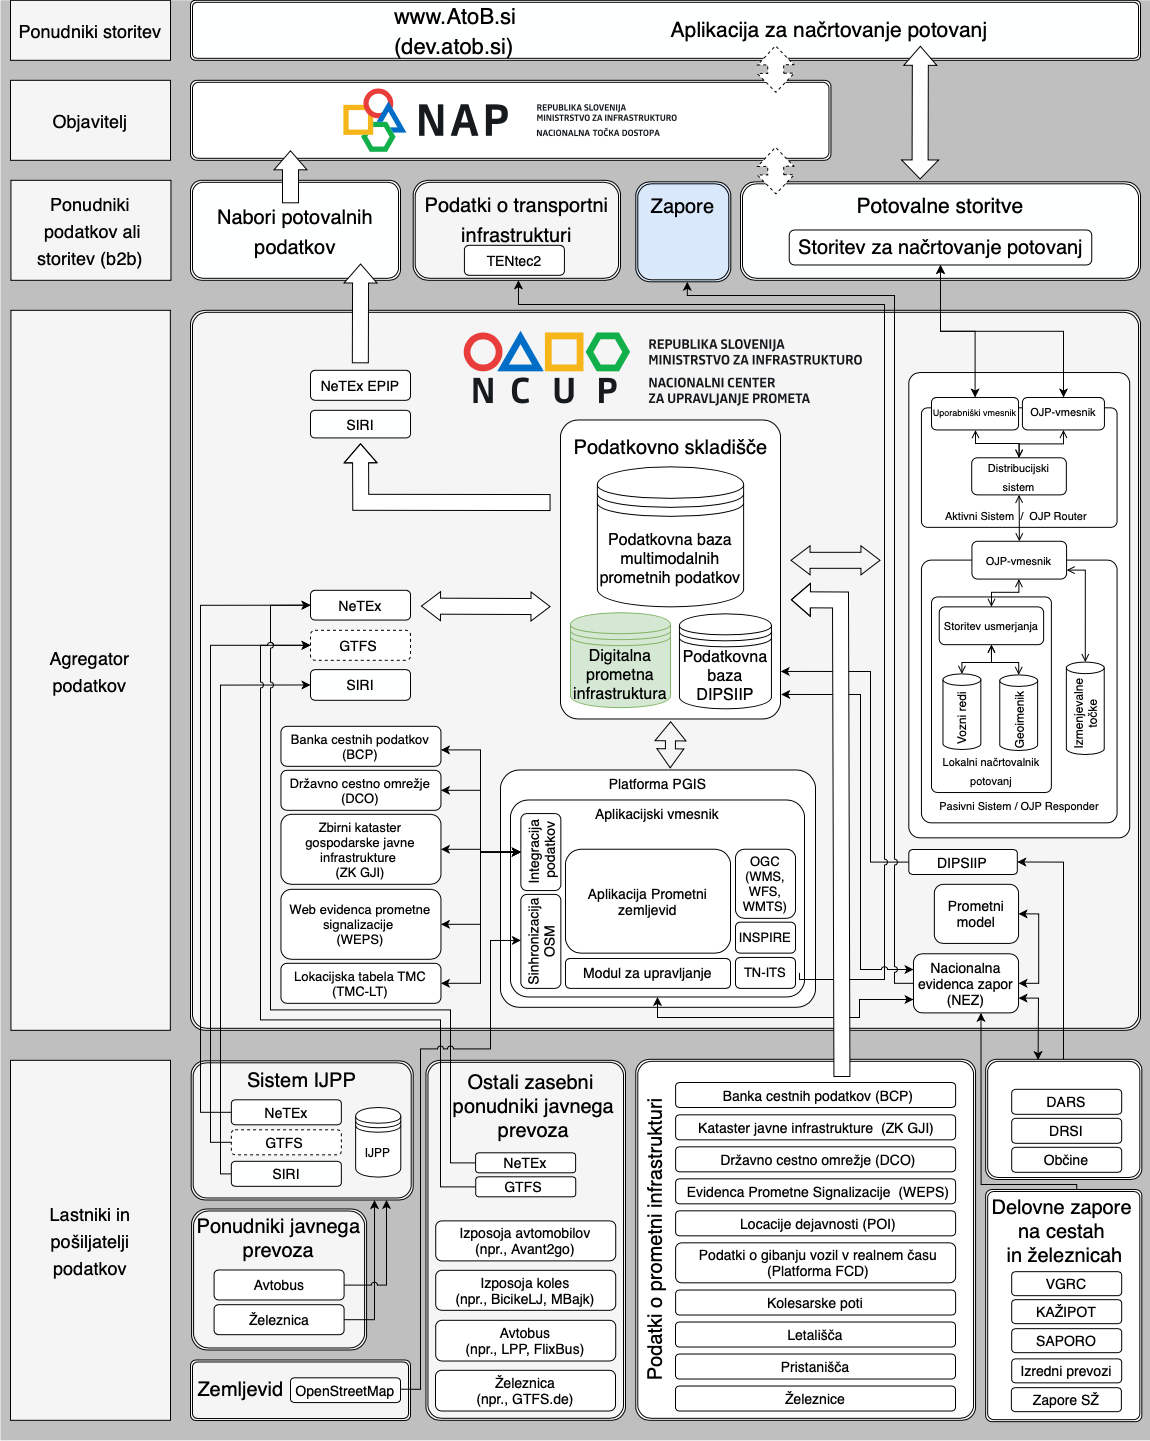 Ponudniki storitev
www.AtoB.si
(dev.atob.si)
Aplikacija za načrtovanje potovanj
Objavitelj
NAP
REPUBLIKA SLOVENIJA
MINISTRSTVO ZA INFRASTRUKTURO
NACIONALNA TOČKA DOSTOPA
Ponudniki
podatkov ali
storitev (b2b)
Nabori potovalnih
podatkov
Podatki o transportni
infrastrukturi
TENtec2
Zapore
Potovalne storitve
Storitev za načrtovanje potovanj
Agregator
podatkov
NCUP
REPUBLIKA SLOVENIJA
MINISTRSTVO ZA INFRASTRUKTURO
NACIONALNI CENTER
ZA UPRAVLJANJE PROMETA
NeTEx EPIP
SIRI
Podatkovno skladišče
Podatkovna baza
multimodalnih
prometnih podatkov
Digitalna
prometna
infrastruktura
Podatkovna
baza
DIPSIIP
NeTEx
GTFS
SIRI
Uporabniški vmesnik
OJP-vmesnik
Distribucijski
sistem
Aktivni Sistem / OJP Router
OJP-vmesnik
Storitev usmerjanja
Vozni redi
Geoimenik
Izmenjevalne
točke
Lokalni načrtovalnik
potovanj
Pasivni Sistem / OJP Responder
Banka cestnih podatkov
(BCP)
Državno cestno omrežje
(DCO)
Zbirni kataster
gospodarske javne
infrastrukture
(ZK GJI)
Web evidenca prometne
signalizacije
(WEPS)
Lokacijska tabela TMC
(TMC-LT)
Platforma PGIS
Aplikacijski vmesnik
Integracija
podatkov
Sinhronizacija
OSM
Aplikacija Prometni
zemljevid
Modul za upravljanje
OGC
(WMS,
WFS,
WMTS)
INSPIRE
TN-ITS
DIPSIIP
Prometni
model
Nacionalna
evidenca zapor
(NEZ)
Lastniki in
pošiljatelji
podatkov
Sistem IJPP
NeTEx
GTFS
SIRI
IJPP
Ponudniki javnega
prevoza
Avtobus
Železnica
Zemljevid
OpenStreetMap
Ostali zasebni
ponudniki javnega
prevoza
NeTEx
GTFS
Izposoja avtomobilov
(npr., Avant2go)
Izposoja koles
(npr., BicikeLJ, MBajk)
Avtobus
(npr., LPP, FlixBus)
Železnica
(npr., GTFS.de)
Podatki o prometni infrastrukturi
Banka cestnih podatkov (BCP)
Kataster javne infrastrukture (ZK GJI)
Državno cestno omrežje (DCO)
Evidenca Prometne Signalizacije (WEPS)
Locacije dejavnosti (POI)
Podatki o gibanju vozil v realnem času
(Platforma FCD)
Kolesarske poti
Letališča
Pristanišča
Železnice
DARS
DRSI
Občine
Delovne zapore
na cestah
in železnicah
VGRC
KAŽIPOT
SAPORO
Izredni prevozi
Zapore SŽ